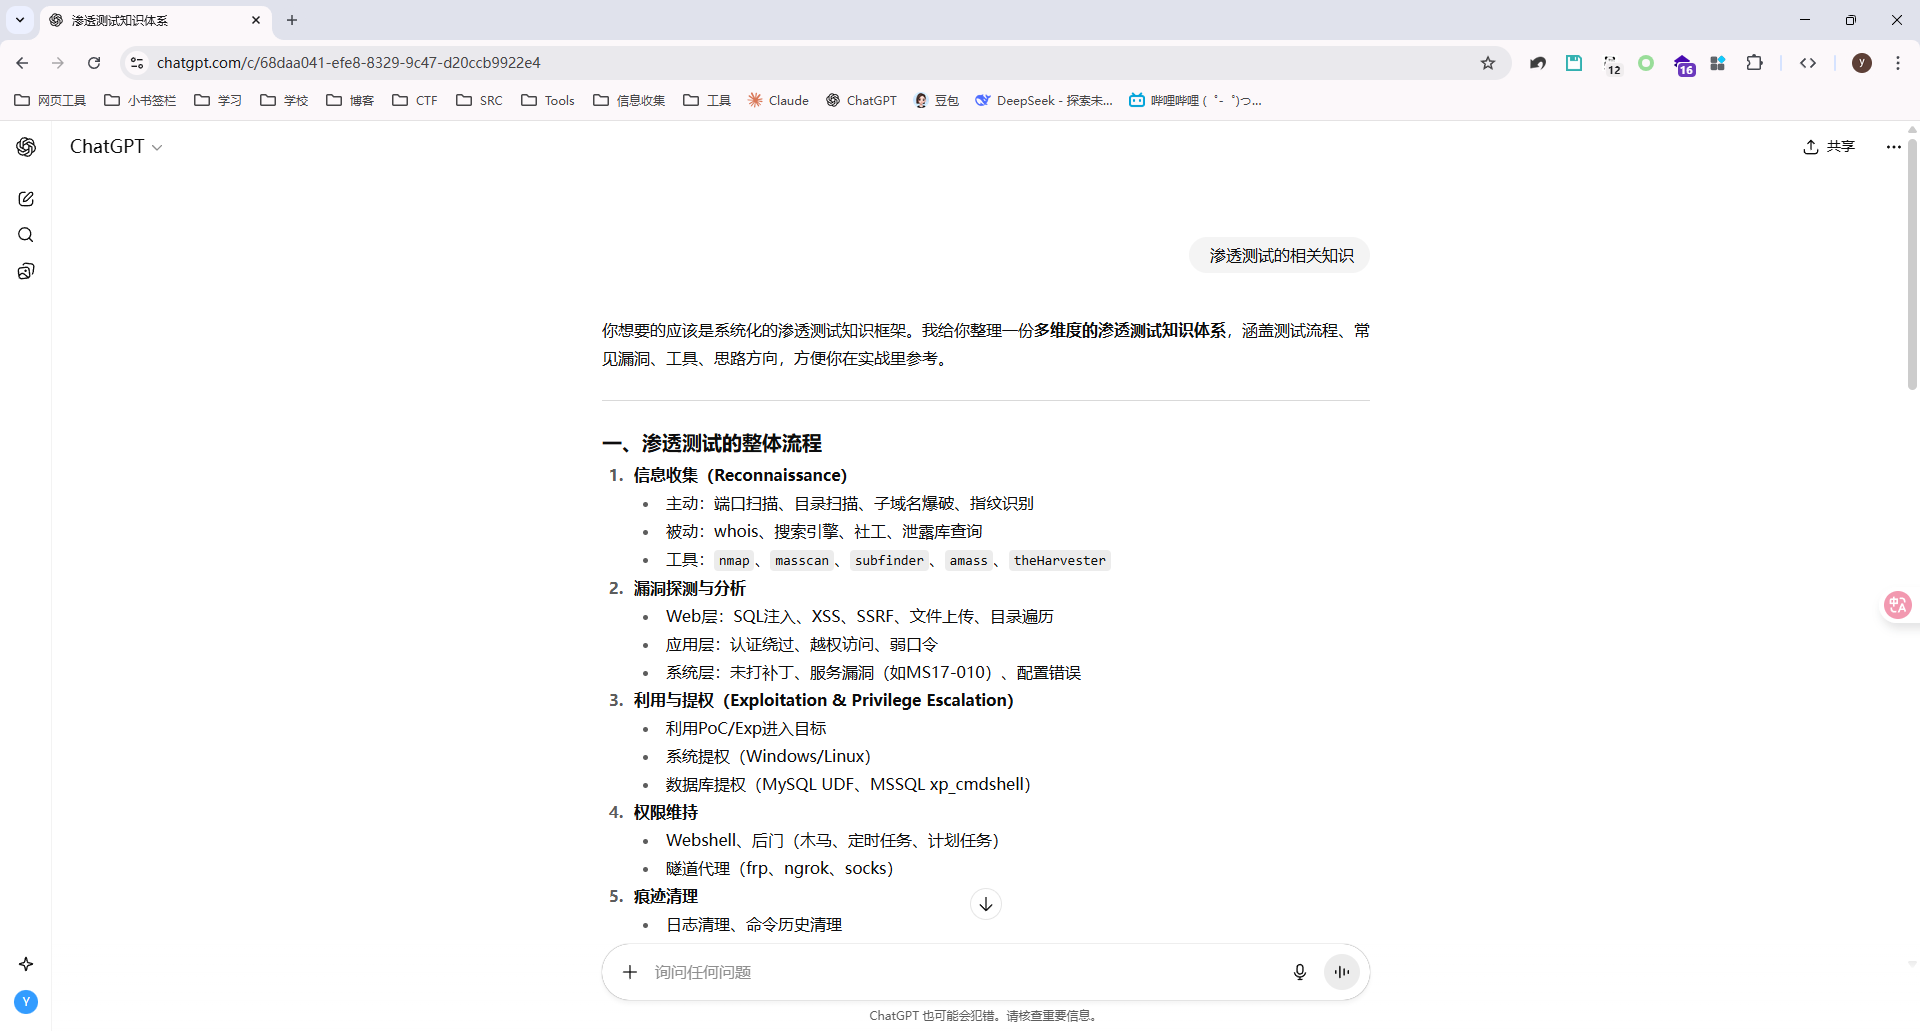 渗透测试知识体系
chatgpt.com/c/68daa041-efe8-8329-9c47-d20ccb9922e4
12
16
y
网页工具
小书签栏
学习
学校
博客
CTF
SRC
Tools
信息收集
工具
Claude
ChatGPT
豆包
DeepSeek - 探索未...
哔哩哔哩 ( ゜- ゜)つ...
ChatGPT
共享
渗透测试的相关知识
你想要的应该是系统化的渗透测试知识框架。我给你整理一份多维度的渗透测试知识体系，涵盖测试流程、常
见漏洞、工具、思路方向，方便你在实战里参考。
一、渗透测试的整体流程
1. 信息收集（Reconnaissance）
• 主动：端口扫描、目录扫描、子域名爆破、指纹识别
• 被动：whois、搜索引擎、社工、泄露库查询
• 工具：nmap、masscan、subfinder、amass、theHarvester
2. 漏洞探测与分析
• Web层：SQL注入、XSS、SSRF、文件上传、目录遍历
• 应用层：认证绕过、越权访问、弱口令
• 系统层：未打补丁、服务漏洞（如MS17-010）、配置错误
3. 利用与提权（Exploitation & Privilege Escalation）
• 利用PoC/Exp进入目标
• 系统提权（Windows/Linux）
• 数据库提权（MySQL UDF、MSSQL xp_cmdshell）
4. 权限维持
• Webshell、后门（木马、定时任务、计划任务）
• 隧道代理（frp、ngrok、socks）
5. 痕迹清理
• 日志清理、命令历史清理
中A
询问任何问题
Y
ChatGPT 也可能会犯错。请核查重要信息。